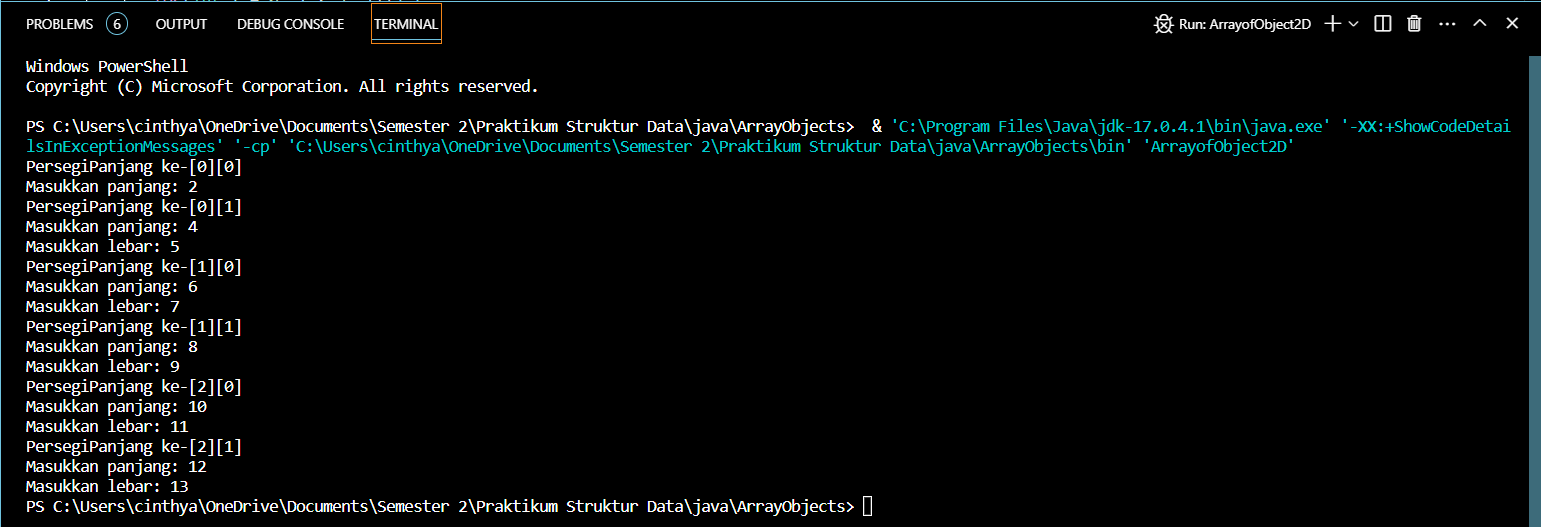 PROBLEMS 6 OUTPUT DEBUG CONSOLE TERMINAL Run: ArrayofObject2D
Windows PowerShell
Copyright (C) Microsoft Corporation. All rights reserved.
PS C:\Users\cinthya\OneDrive\Documents\Semester 2\Praktikum Struktur Data\java\ArrayObjects>  & 'C:\Program Files\Java\jdk-17.0.4.1\bin\java.exe' '-XX:+ShowCodeDetai
lsInExceptionMessages' '-cp' 'C:\Users\cinthya\OneDrive\Documents\Semester 2\Praktikum Struktur Data\java\ArrayObjects\bin' 'ArrayofObject2D'
PersegiPanjang ke-[0][0]
Masukkan panjang: 2
PersegiPanjang ke-[0][1]
Masukkan panjang: 4
Masukkan lebar: 5
PersegiPanjang ke-[1][0]
Masukkan panjang: 6
Masukkan lebar: 7
PersegiPanjang ke-[1][1]
Masukkan panjang: 8
Masukkan lebar: 9
PersegiPanjang ke-[2][0]
Masukkan panjang: 10
Masukkan lebar: 11
PersegiPanjang ke-[2][1]
Masukkan panjang: 12
Masukkan lebar: 13
PS C:\Users\cinthya\OneDrive\Documents\Semester 2\Praktikum Struktur Data\java\ArrayObjects>